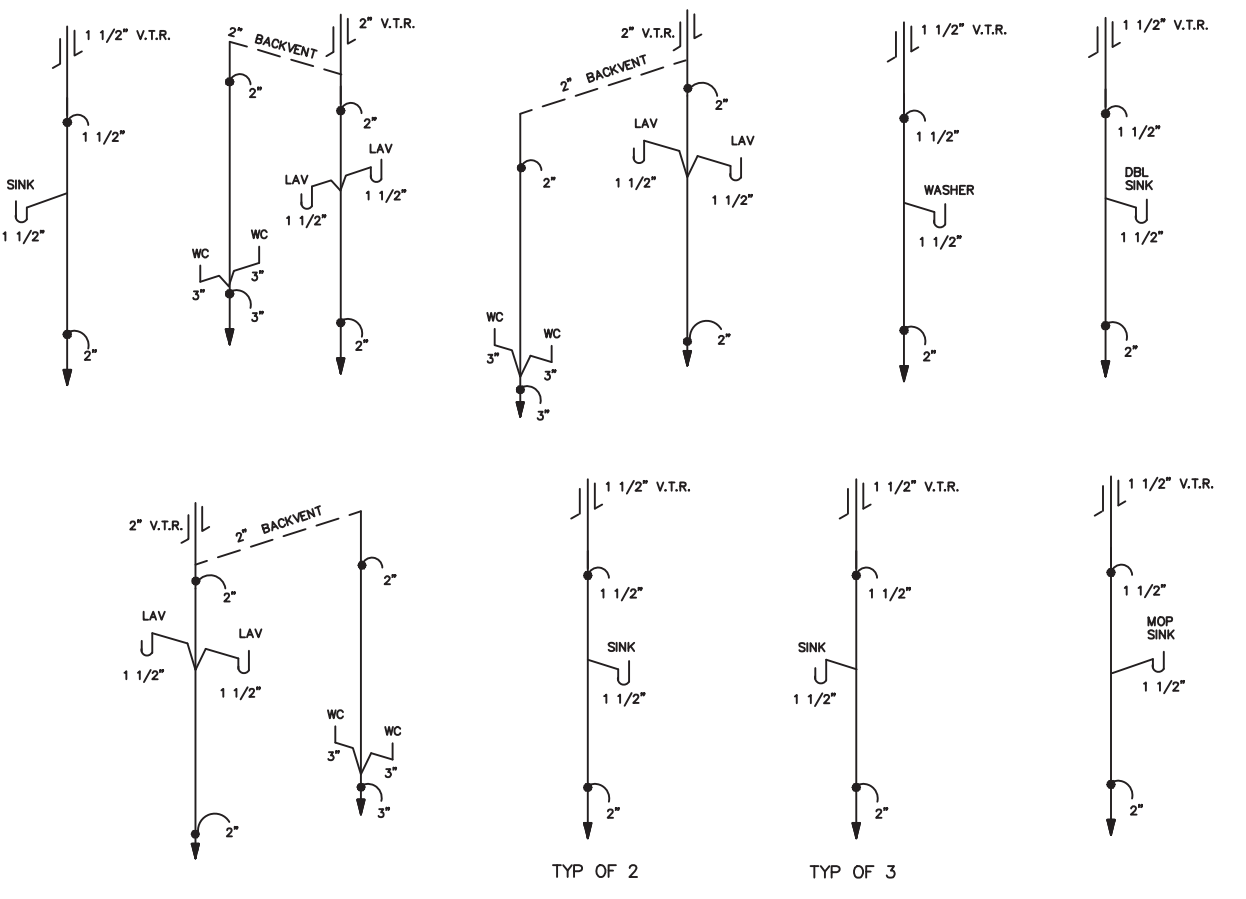 1 1/2" V.T.R.
1 1/2"
SINK
1 1/2"
2"
2" BACKVENT
2" V.T.R.
2"
2"
LAV
LAV
1 1/2"
1 1/2"
WC
WC
3"
3"
3"
2"
2" V.T.R.
2" BACKVENT
2"
LAV
LAV
2"
1 1/2"
1 1/2"
WC
WC
3"
3"
3"
2"
1 1/2" V.T.R.
1 1/2"
WASHER
1 1/2"
2"
1 1/2" V.T.R.
1 1/2"
DBL
SINK
1 1/2"
2"
2" V.T.R.
2" BACKVENT
2"
2"
LAV
LAV
1 1/2"
1 1/2"
WC
WC
3"
3"
3"
2"
1 1/2" V.T.R.
1 1/2"
SINK
1 1/2"
2"
TYP OF 2
1 1/2" V.T.R.
1 1/2"
SINK
1 1/2"
2"
TYP OF 3
1 1/2" V.T.R.
1 1/2"
MOP
SINK
1 1/2"
2"